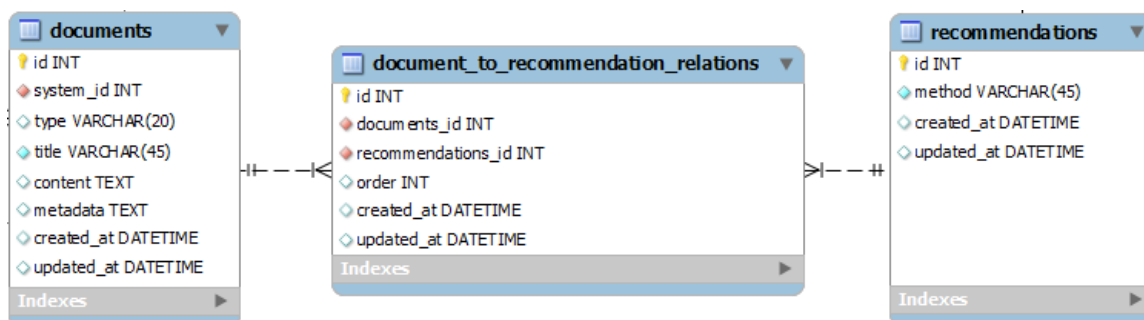 documents
id INT
system_id INT
type VARCHAR(20)
title VARCHAR(45)
content TEXT
metadata TEXT
created_at DATETIME
updated_at DATETIME
Indexes
document_to_recommendation_relations
id INT
documents_id INT
recommendations_id INT
order INT
created_at DATETIME
updated_at DATETIME
Indexes
recommendations
id INT
method VARCHAR(45)
created_at DATETIME
updated_at DATETIME
Indexes